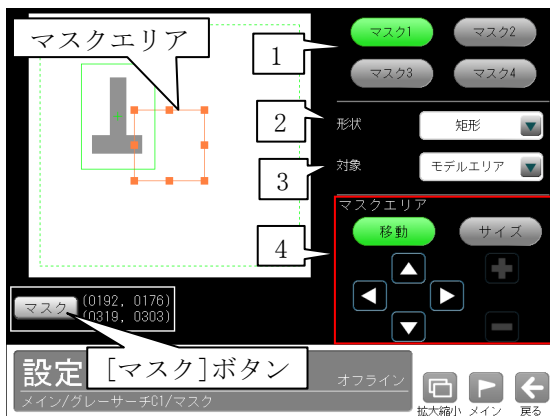 マスクエリア
1
マスク1
マスク2
マスク3
マスク4
2
形状
矩形
3
対象
モデルエリア
マスクエリア
4
移動
サイズ
マスク
(0192, 0176)
(0319, 0303)
[マスク]ボタン
設定
オフライン
メイン/グレーサーチC1/マスク
拡大縮小
メイン
戻る